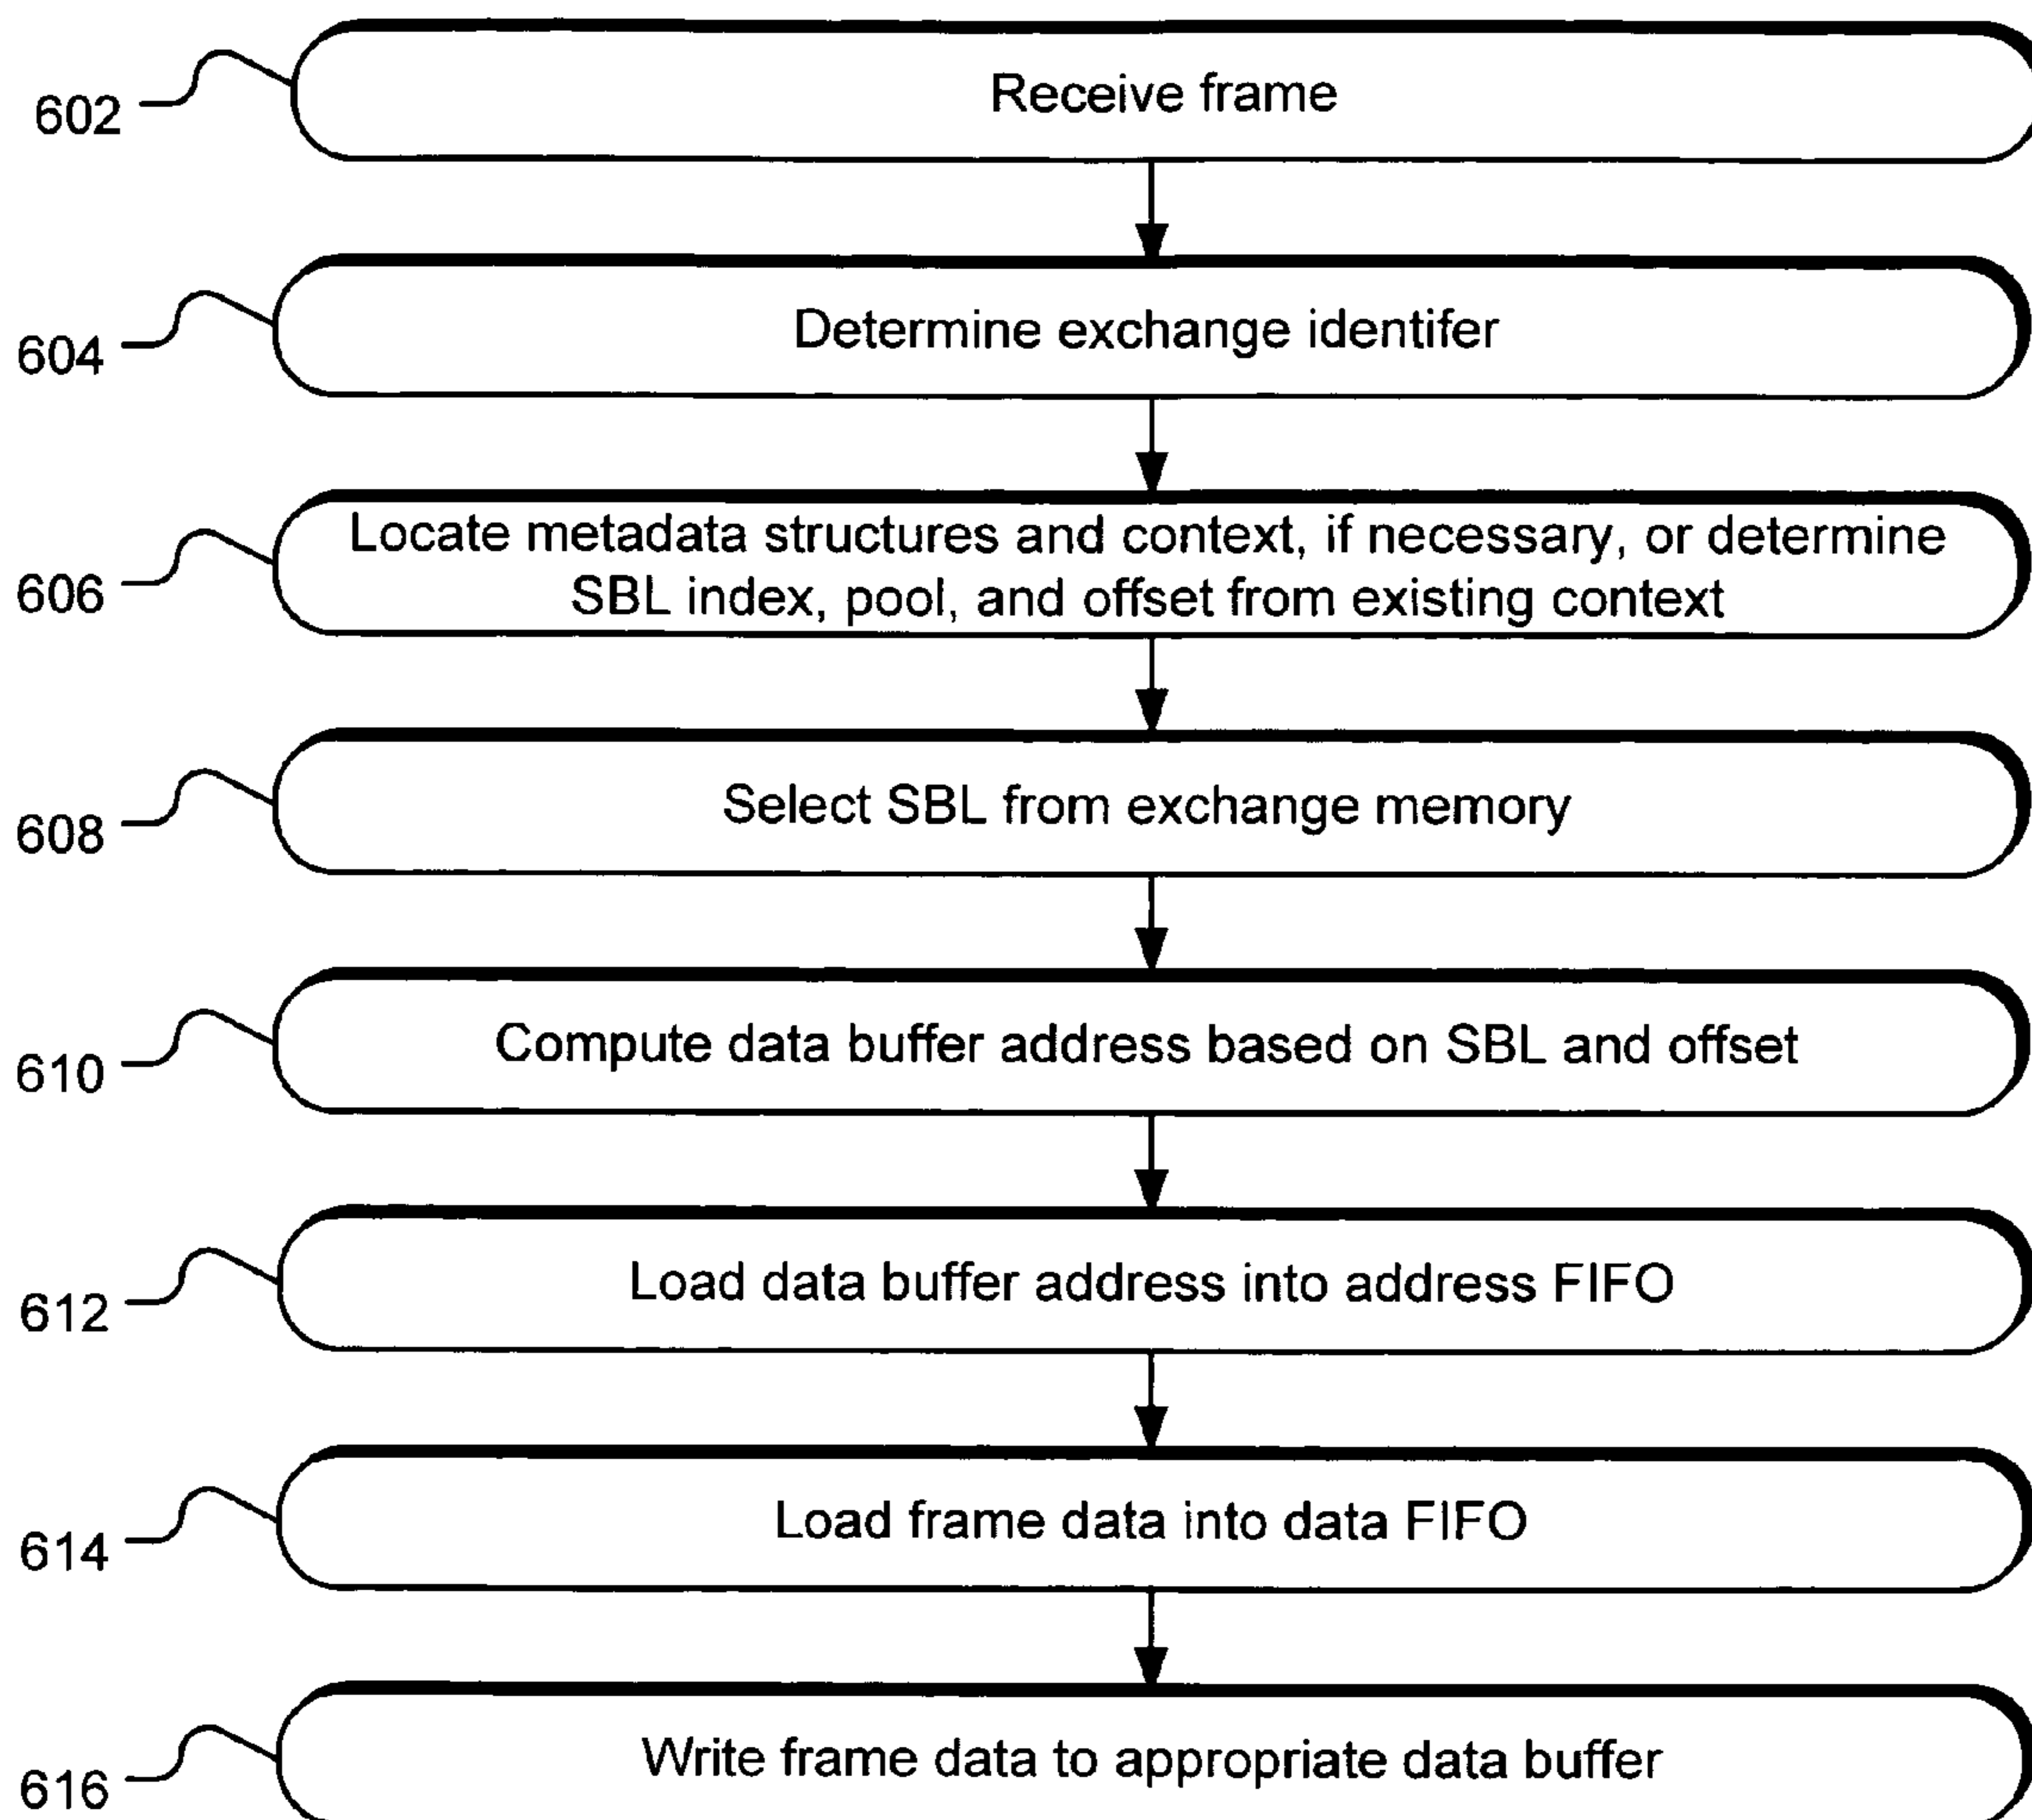 602
Receive frame
604
Determine exchange identifer
606
Locate metadata structures and context, if necessary, or determine
SBL index, pool, and offset from existing context
608
Select SBL from exchange memory
610
Compute data buffer address based on SBL and offset
612
Load data buffer address into address FIFO
614
Load frame data into data FIFO
616
Write frame data to appropriate data buffer